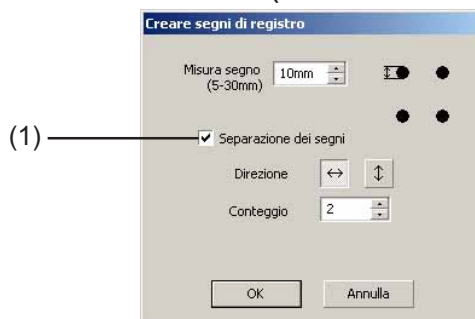 Creare segni di registro
Misura segno 10mm
(5-30mm)
(1)
Separazione dei segni
Direzione
Conteggio 2
OK Annulla